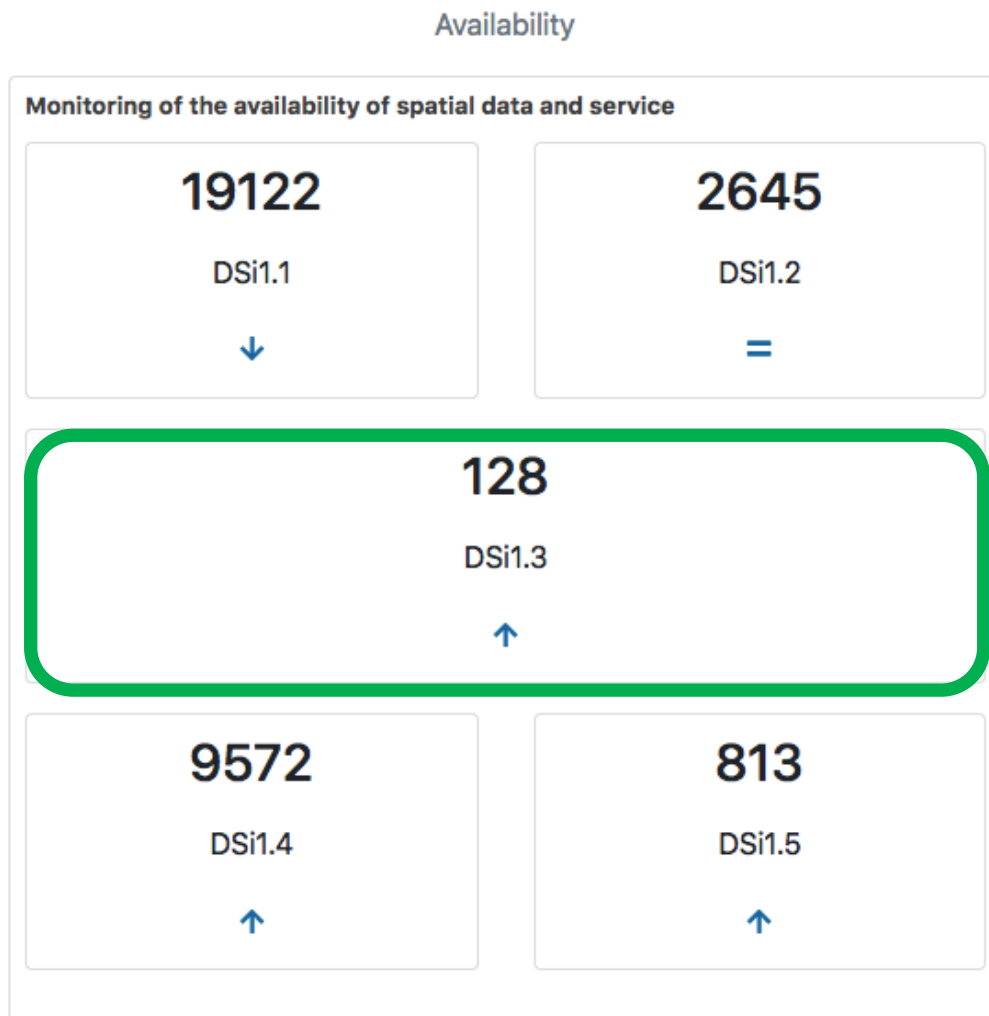 Availability
Monitoring of the availability of spatial data and service
19122
DSi1.1
↓
2645
DSi1.2
=
128
DSi1.3
↑
9572
DSi1.4
↑
813
DSi1.5
↑